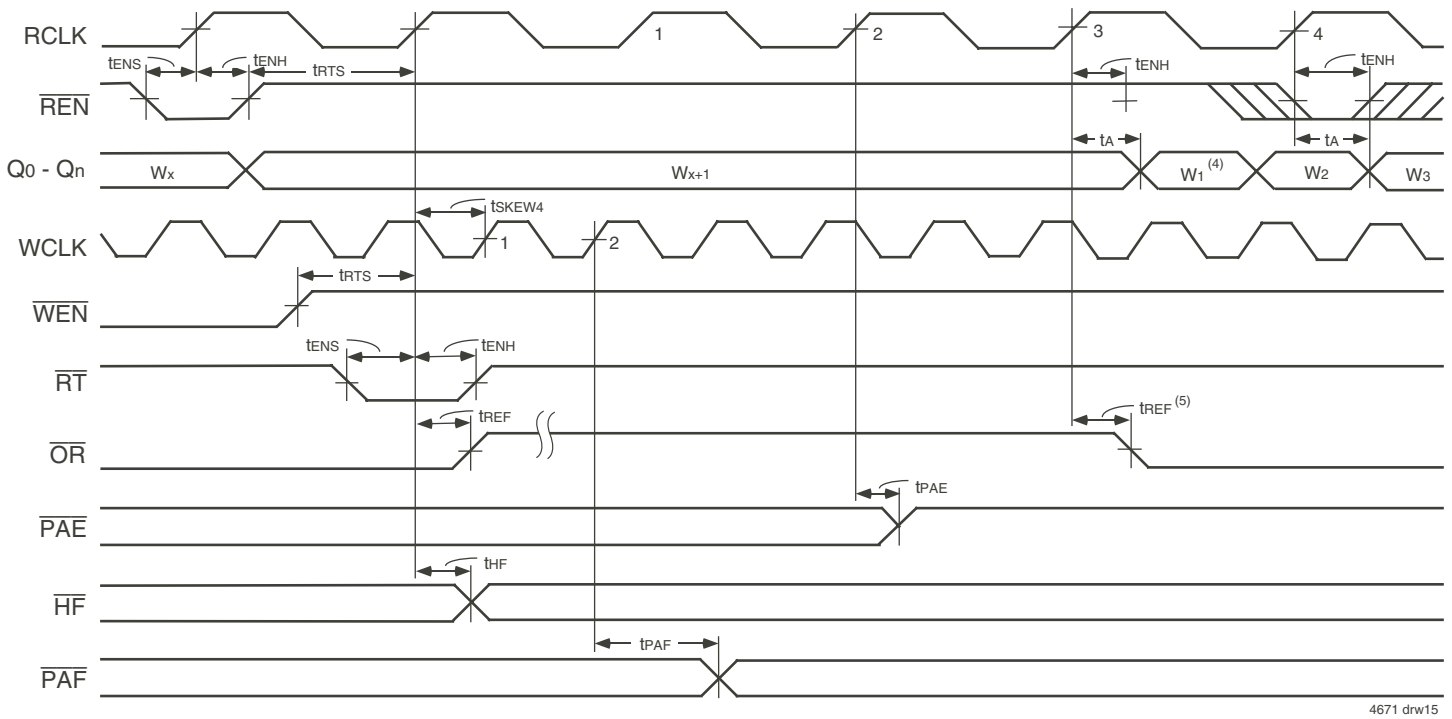 RCLK 1 2 3 4
tENS tENH tRTS tENH tENH
REN
tA tA
Q0 - Qn Wx Wx+1 W1 (4) W2 W3
tSKEW4
WCLK 1 2
tRTS
WEN
tENS tENH
RT
tREF tREF (5)
OR
tPAE
PAE
tHF
HF
tPAF
PAF
4671 drw15